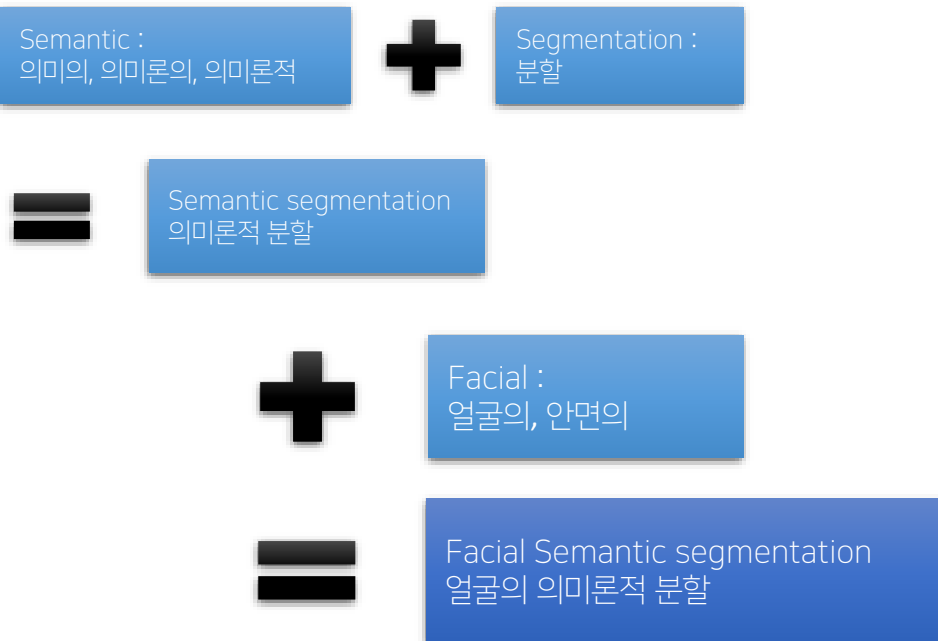 Semantic :
의미의, 의미론의, 의미론적
Segmentation :
분할
Semantic segmentation
의미론적 분할
Facial :
얼굴의, 안면의
Facial Semantic segmentation
얼굴의 의미론적 분할